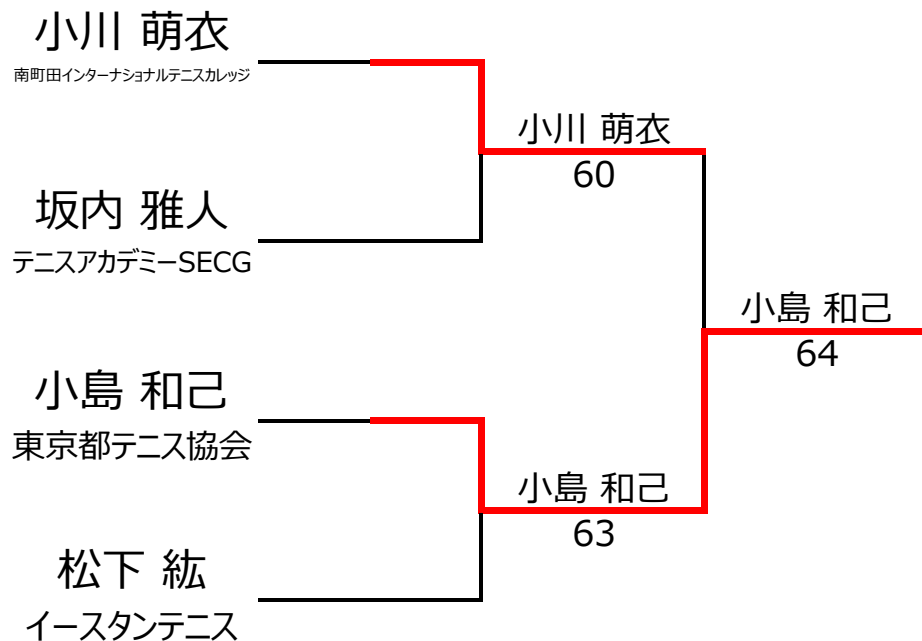 小川 萌衣
南町田インターナショナルテニスカレッジ
小川 萌衣
60
坂内 雅人
テニスアカデミーSECG
小島 和己
64
小島 和己
東京都テニス協会
小島 和己
63
松下 紘
イースタンテニス